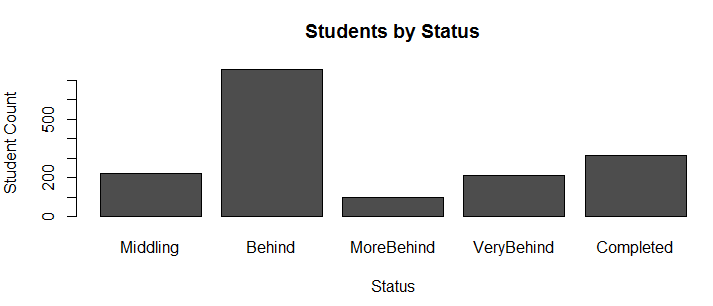 Students by Status
Student Count
500
200
0
Middling Behind MoreBehind VeryBehind Completed
Status